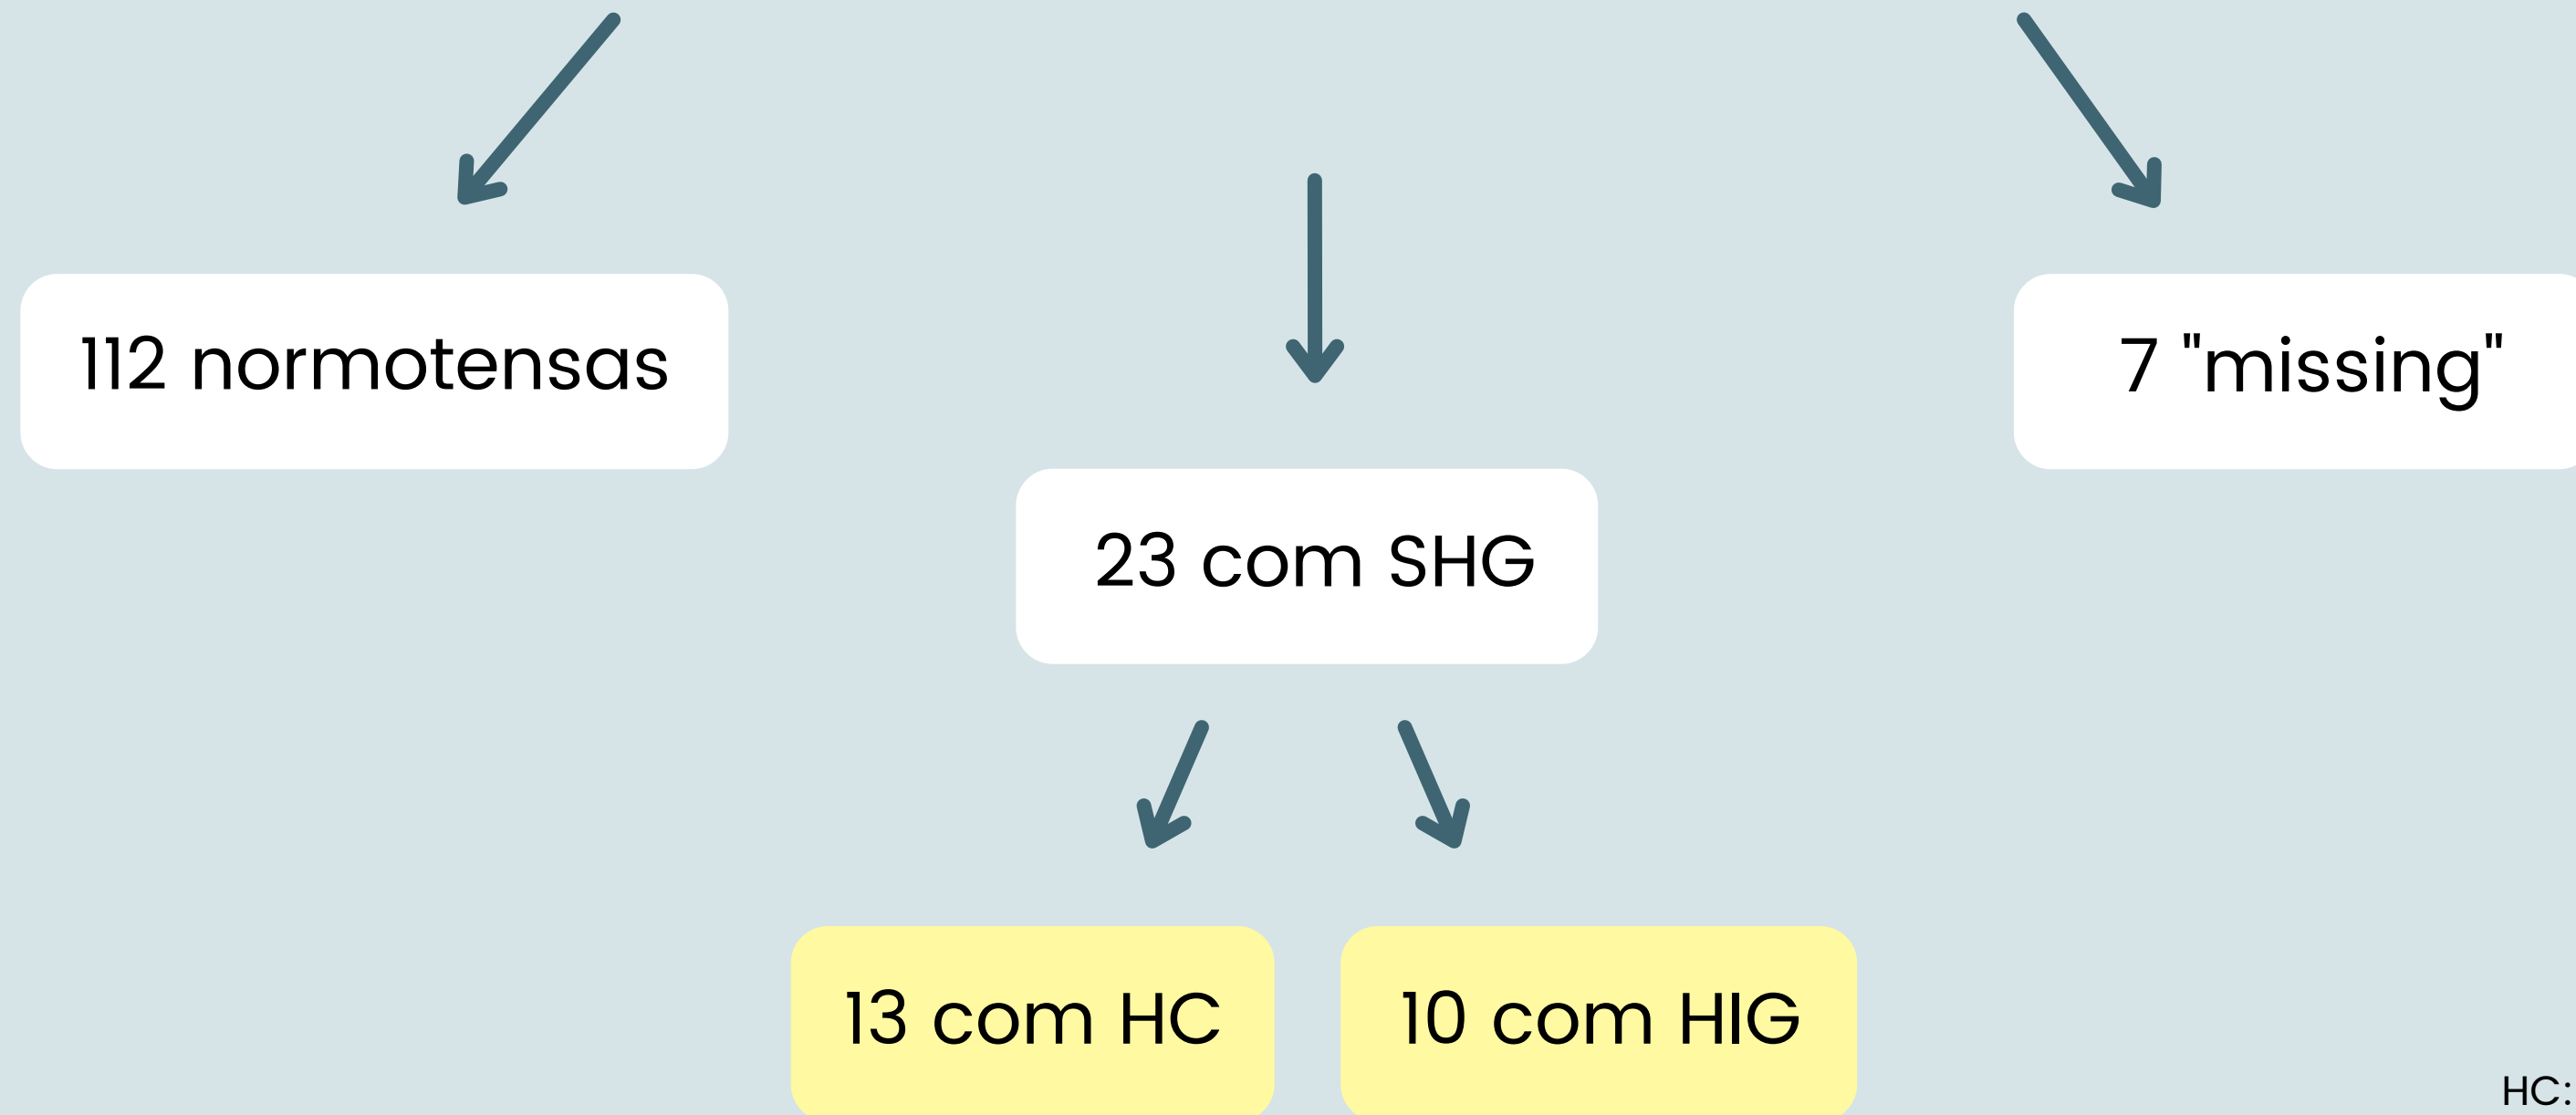 112 normotensas
7 "missing"
23 com SHG
13 com HC
10 com HIG
HC: